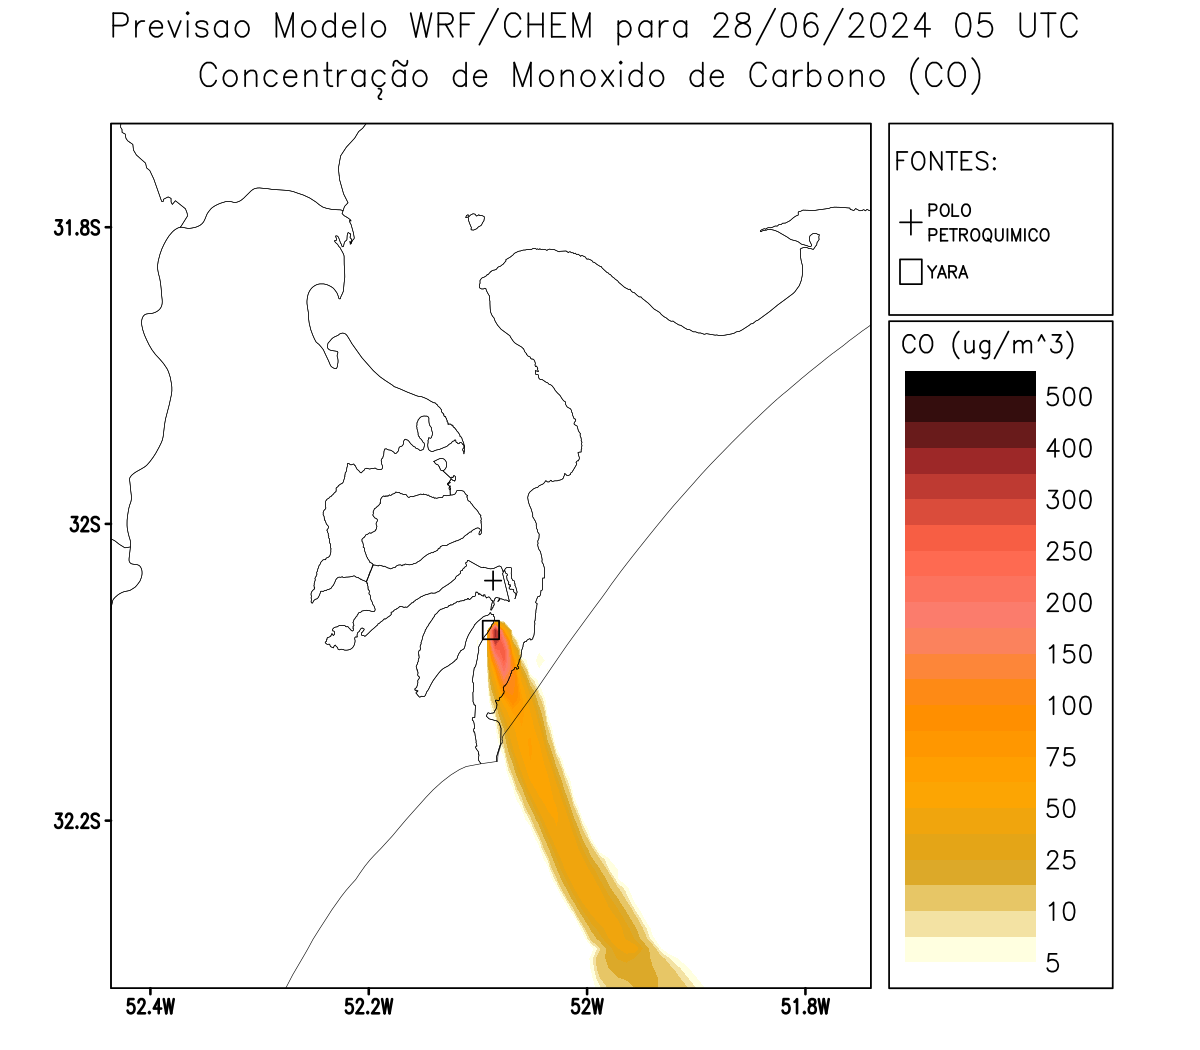 Previsao Modelo WRF/CHEM para 28/06/2024 05 UTC
Concentração de Monoxido de Carbono (CO)
FONTES:
POLO
PETROQUIMICO
YARA
CO (ug/m^3)
500
400
300
250
200
150
100
75
50
25
10
5
31.8S
32S
32.2S
52.4W
52.2W
52W
51.8W